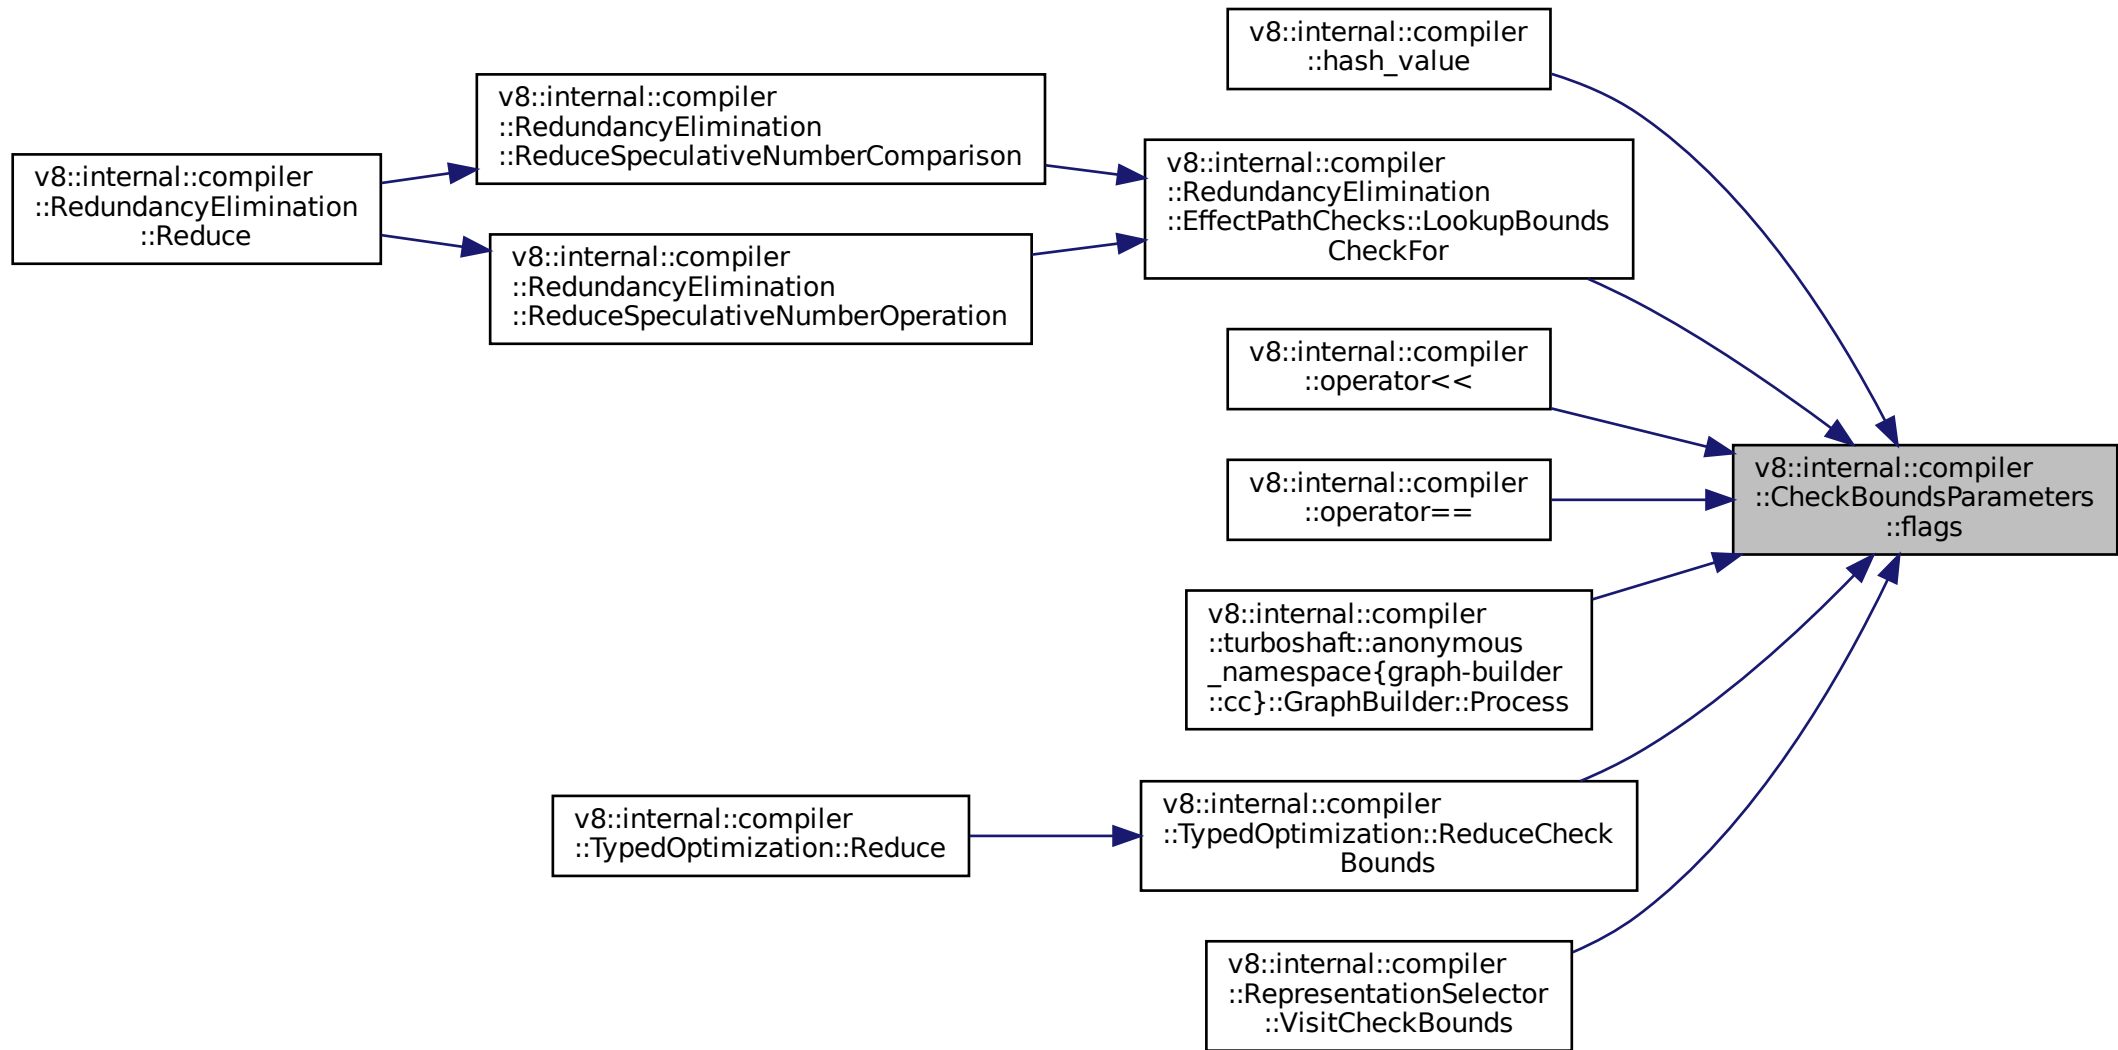 v8::internal::compiler
::hash_value
v8::internal::compiler
::RedundancyElimination
::ReduceSpeculativeNumberComparison
v8::internal::compiler
::RedundancyElimination
::Reduce
v8::internal::compiler
::RedundancyElimination
::EffectPathChecks::LookupBounds
CheckFor
v8::internal::compiler
::RedundancyElimination
::ReduceSpeculativeNumberOperation
v8::internal::compiler
::operator<<
v8::internal::compiler
::CheckBoundsParameters
::flags
v8::internal::compiler
::operator==
v8::internal::compiler
::turboshaft::anonymous
_namespace{graph-builder
::cc}::GraphBuilder::Process
v8::internal::compiler
::TypedOptimization::Reduce
v8::internal::compiler
::TypedOptimization::ReduceCheck
Bounds
v8::internal::compiler
::RepresentationSelector
::VisitCheckBounds